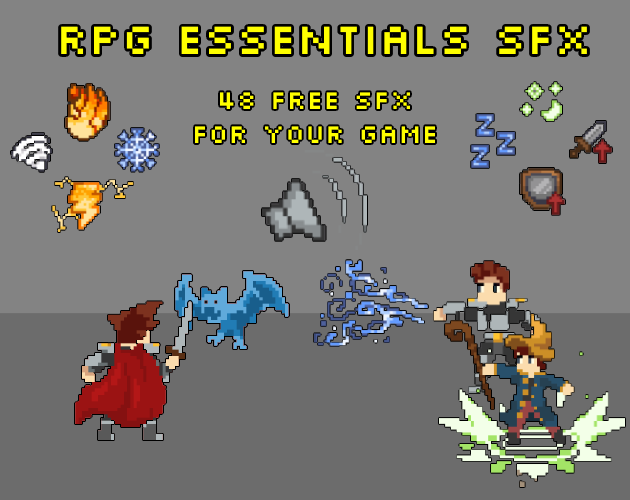 RPG ESSENTIALS SFX
48 FREE SFX
FOR YOUR GAME
Z
Z
Z